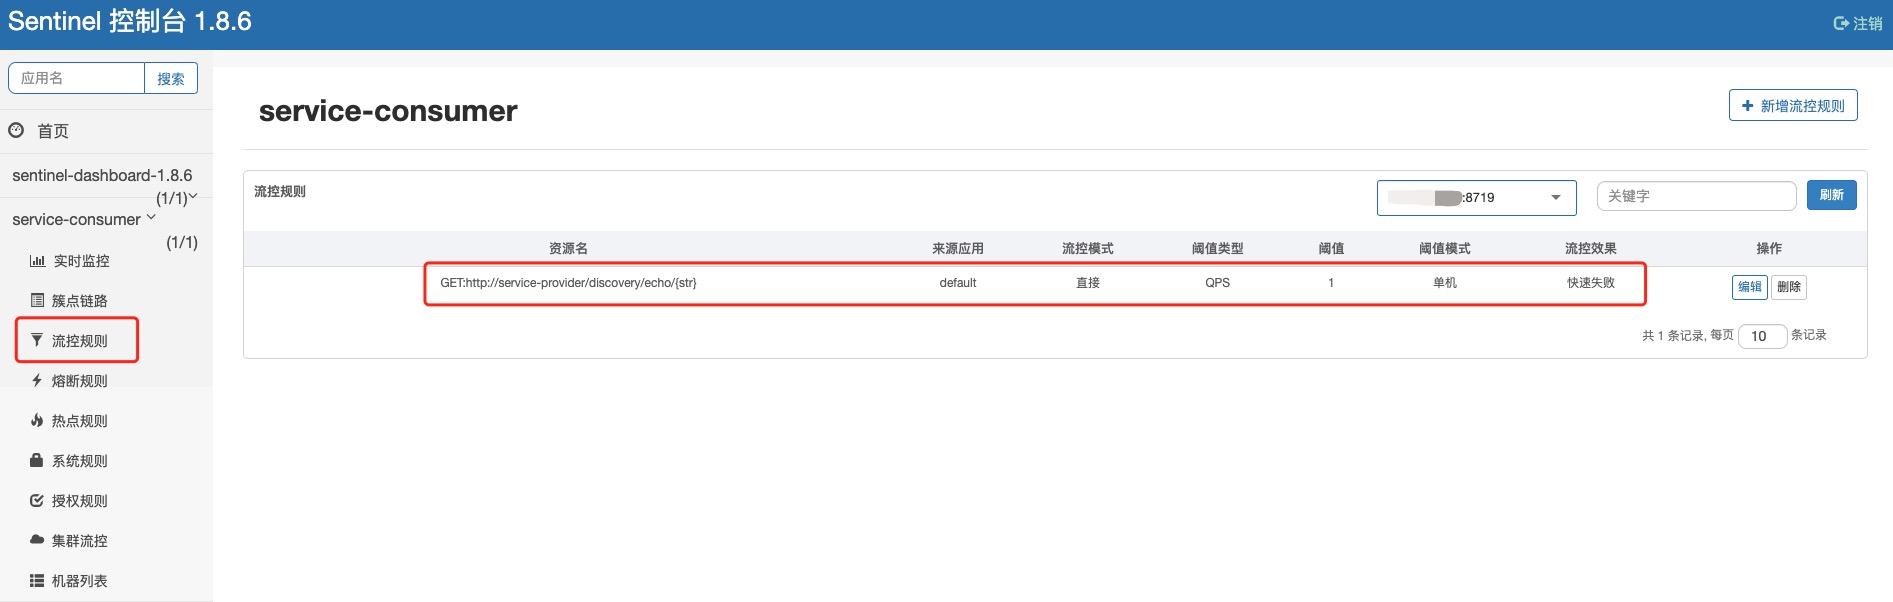 Sentinel 控制台 1.8.6
注销
应用名
搜索
首页
sentinel-dashboard-1.8.6
(1/1)
service-consumer
(1/1)
实时监控
簇点链路
流控规则
熔断规则
热点规则
系统规则
授权规则
集群流控
机器列表
service-consumer
新增流控规则
流控规则
:8719
关键字
刷新
资源名 来源应用 流控模式 阈值类型 阈值 阈值模式 流控效果 操作
GET:http://service-provider/discovery/echo/{str} default 直接 QPS 1 单机 快速失败 编辑 删除
共 1 条记录, 每页 10 条记录